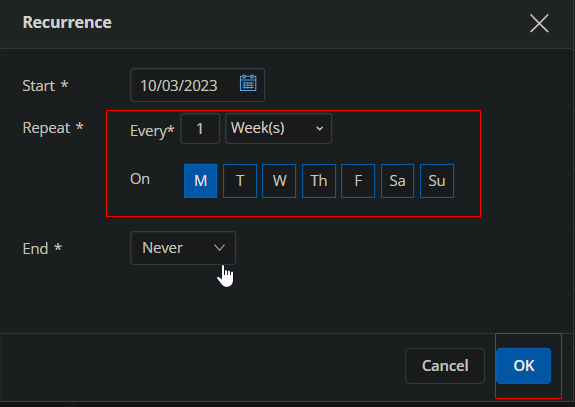 Recurrence
Start * 10/03/2023
Repeat * Every* 1 Week(s)
On M T W Th F Sa Su
End * Never
Cancel OK